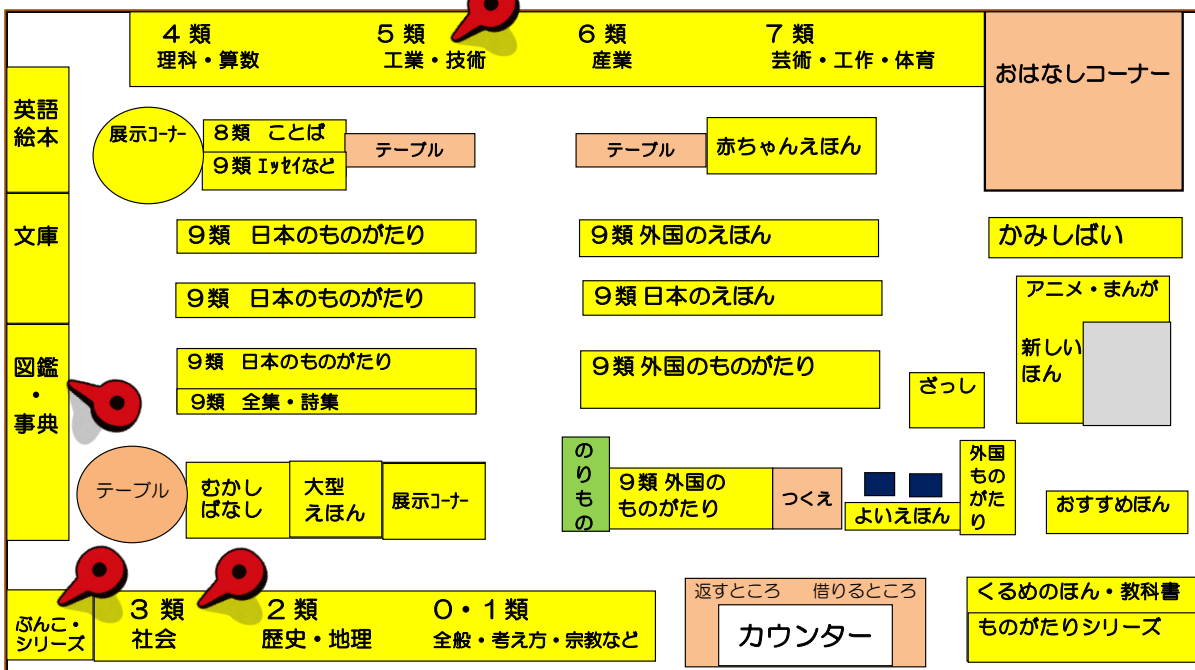 ４ 類
理科・算数
５ 類
工業・技術
６ 類
産業
７ 類
芸術・工作・体育
おはなしコーナー
英語
絵本
展示ｺｰﾅｰ
８類　ことば
９類 ｴｯｾｲなど
テーブル
テーブル
赤ちゃんえほん
文庫
９類　日本のものがたり
９類 外国のえほん
かみしばい
９類　日本のものがたり
９類 日本のえほん
アニメ・まんが
新しい
ほん
図鑑
・
事典
９類　日本のものがたり
９類　全集・詩集
９類 外国のものがたり
ざっし
テーブル
むかし
ばなし
大型
えほん
展示ｺｰﾅｰ
のりもの
９類 外国の
ものがたり
つくえ
よいえほん
外国
もの
がた
り
おすすめほん
ぶんこ・
シリーズ
３ 類
社会
２ 類
歴史・地理
０・１類
全般・考え方・宗教など
返すところ
借りるところ
カウンター
くるめのほん・教科書
ものがたりシリーズ